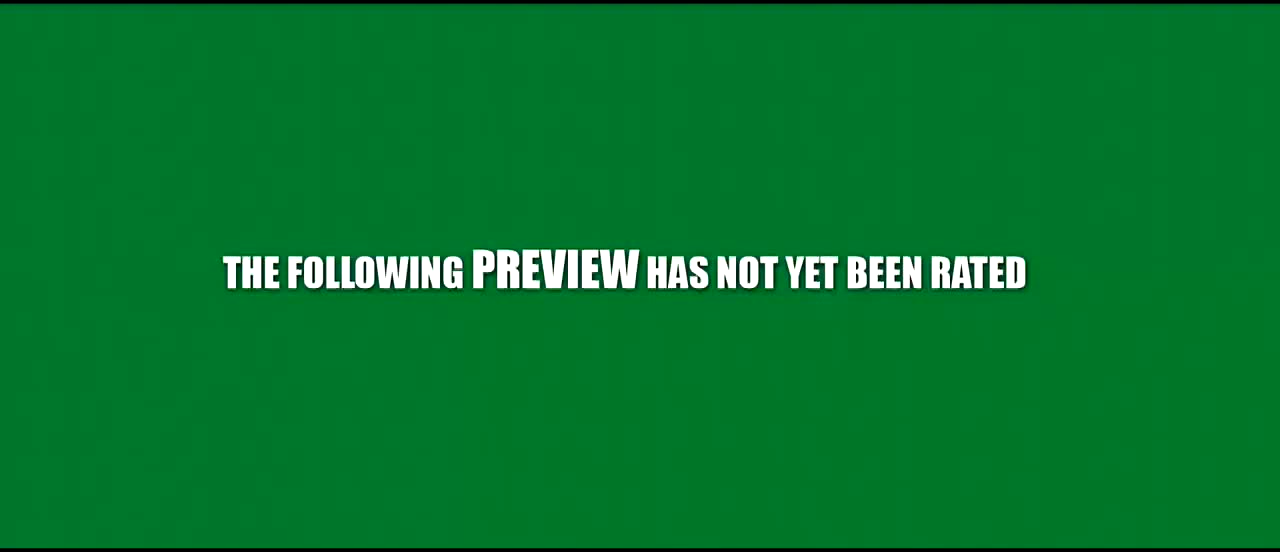 THE FOLLOWING PREVIEW HAS NOT YET BEEN RATED